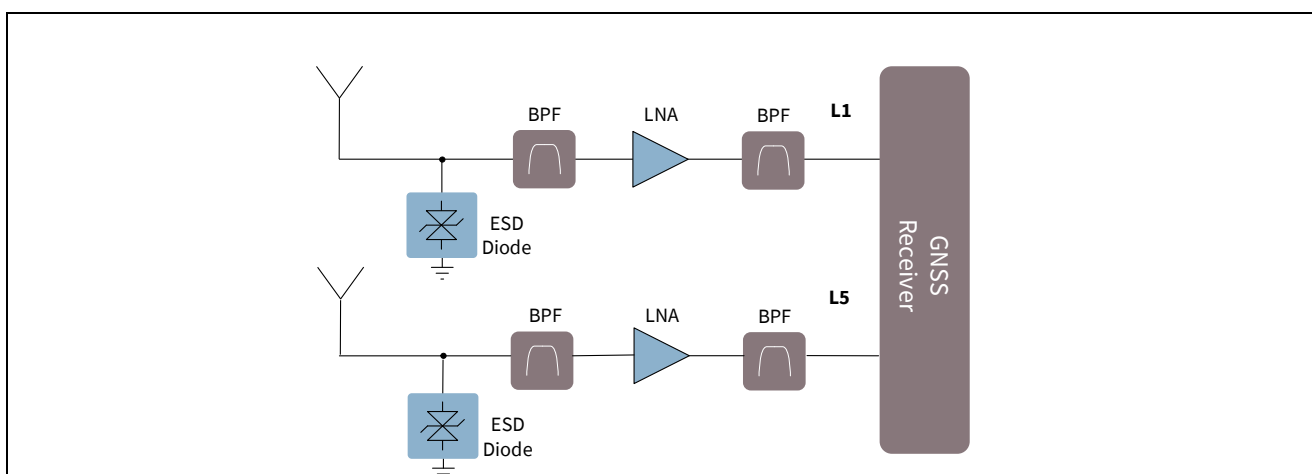 BPF
LNA
BPF
L1
ESD
Diode
GNSS
Receiver
BPF
LNA
BPF
L5
ESD
Diode